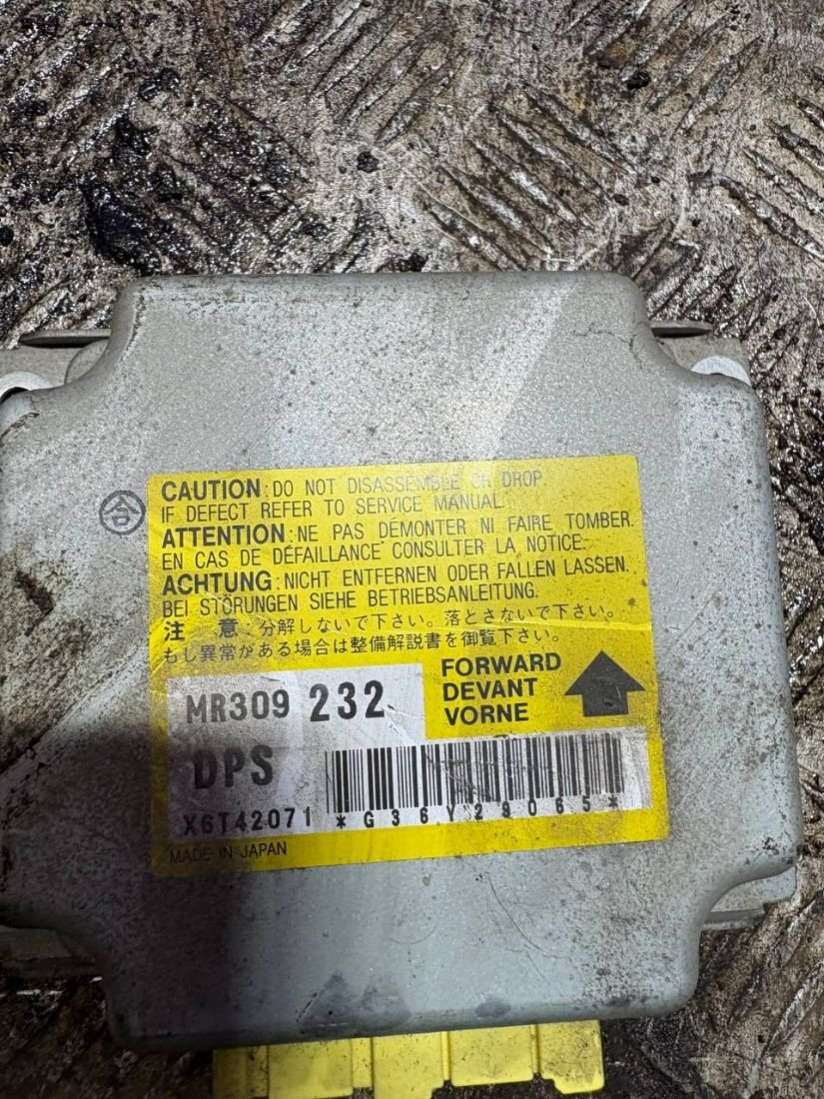 合
CAUTION : DO NOT DISASSEMBLE OR DROP.
IF DEFECT REFER TO SERVICE MANUAL.
ATTENTION : NE PAS DÉMONTER NI FAIRE TOMBER.
EN CAS DE DÉFAILLANCE CONSULTER LA NOTICE.
ACHTUNG : NICHT ENTFERNEN ODER FALLEN LASSEN.
BEI STÖRUNGEN SIEHE BETRIEBSANLEITUNG.
注 意 : 分解しないで下さい。落とさないで下さい。
もし異常がある場合は整備解説書を御覧下さい。
MR309 232
FORWARD
DEVANT
VORNE
DPS
X6T42071 *G36Y29065*
MADE IN JAPAN